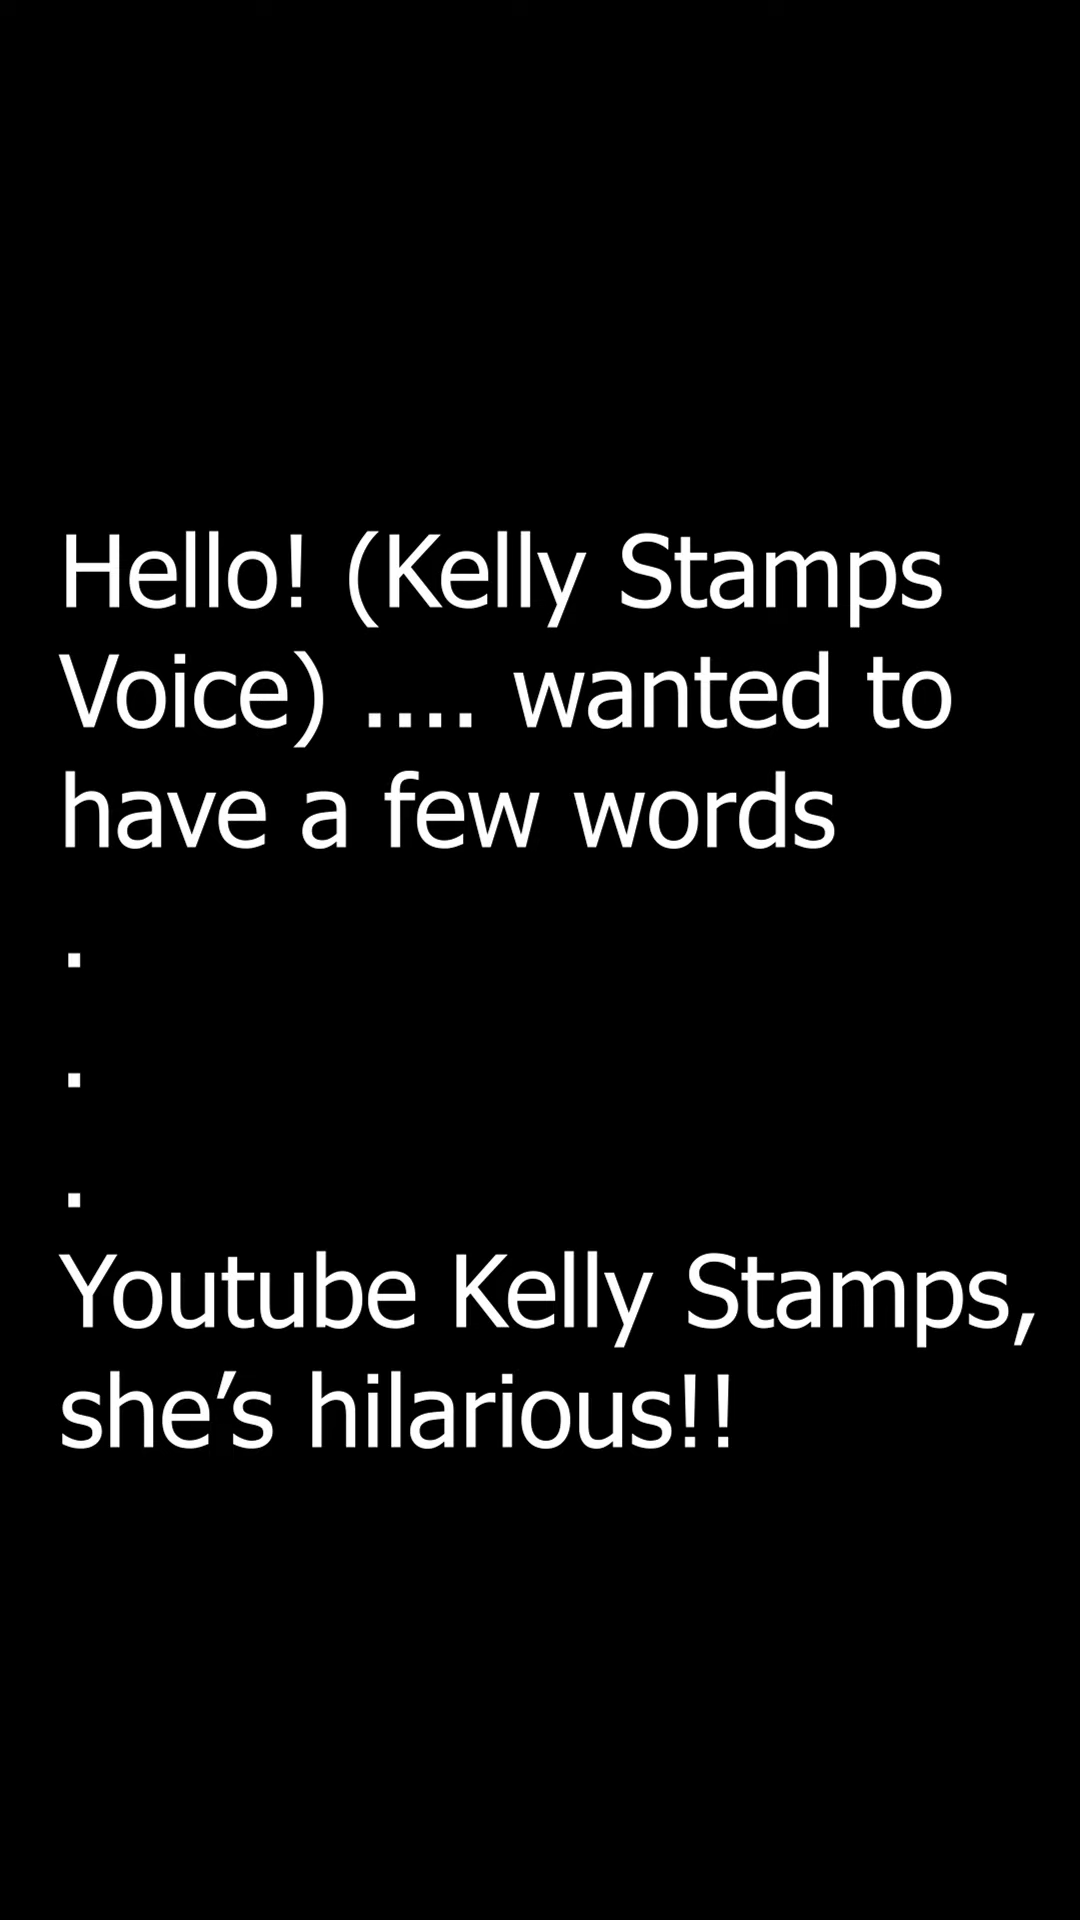 Hello! (Kelly Stamps
Voice) .... wanted to
have a few words
.
.
.
Youtube Kelly Stamps,
she’s hilarious!!